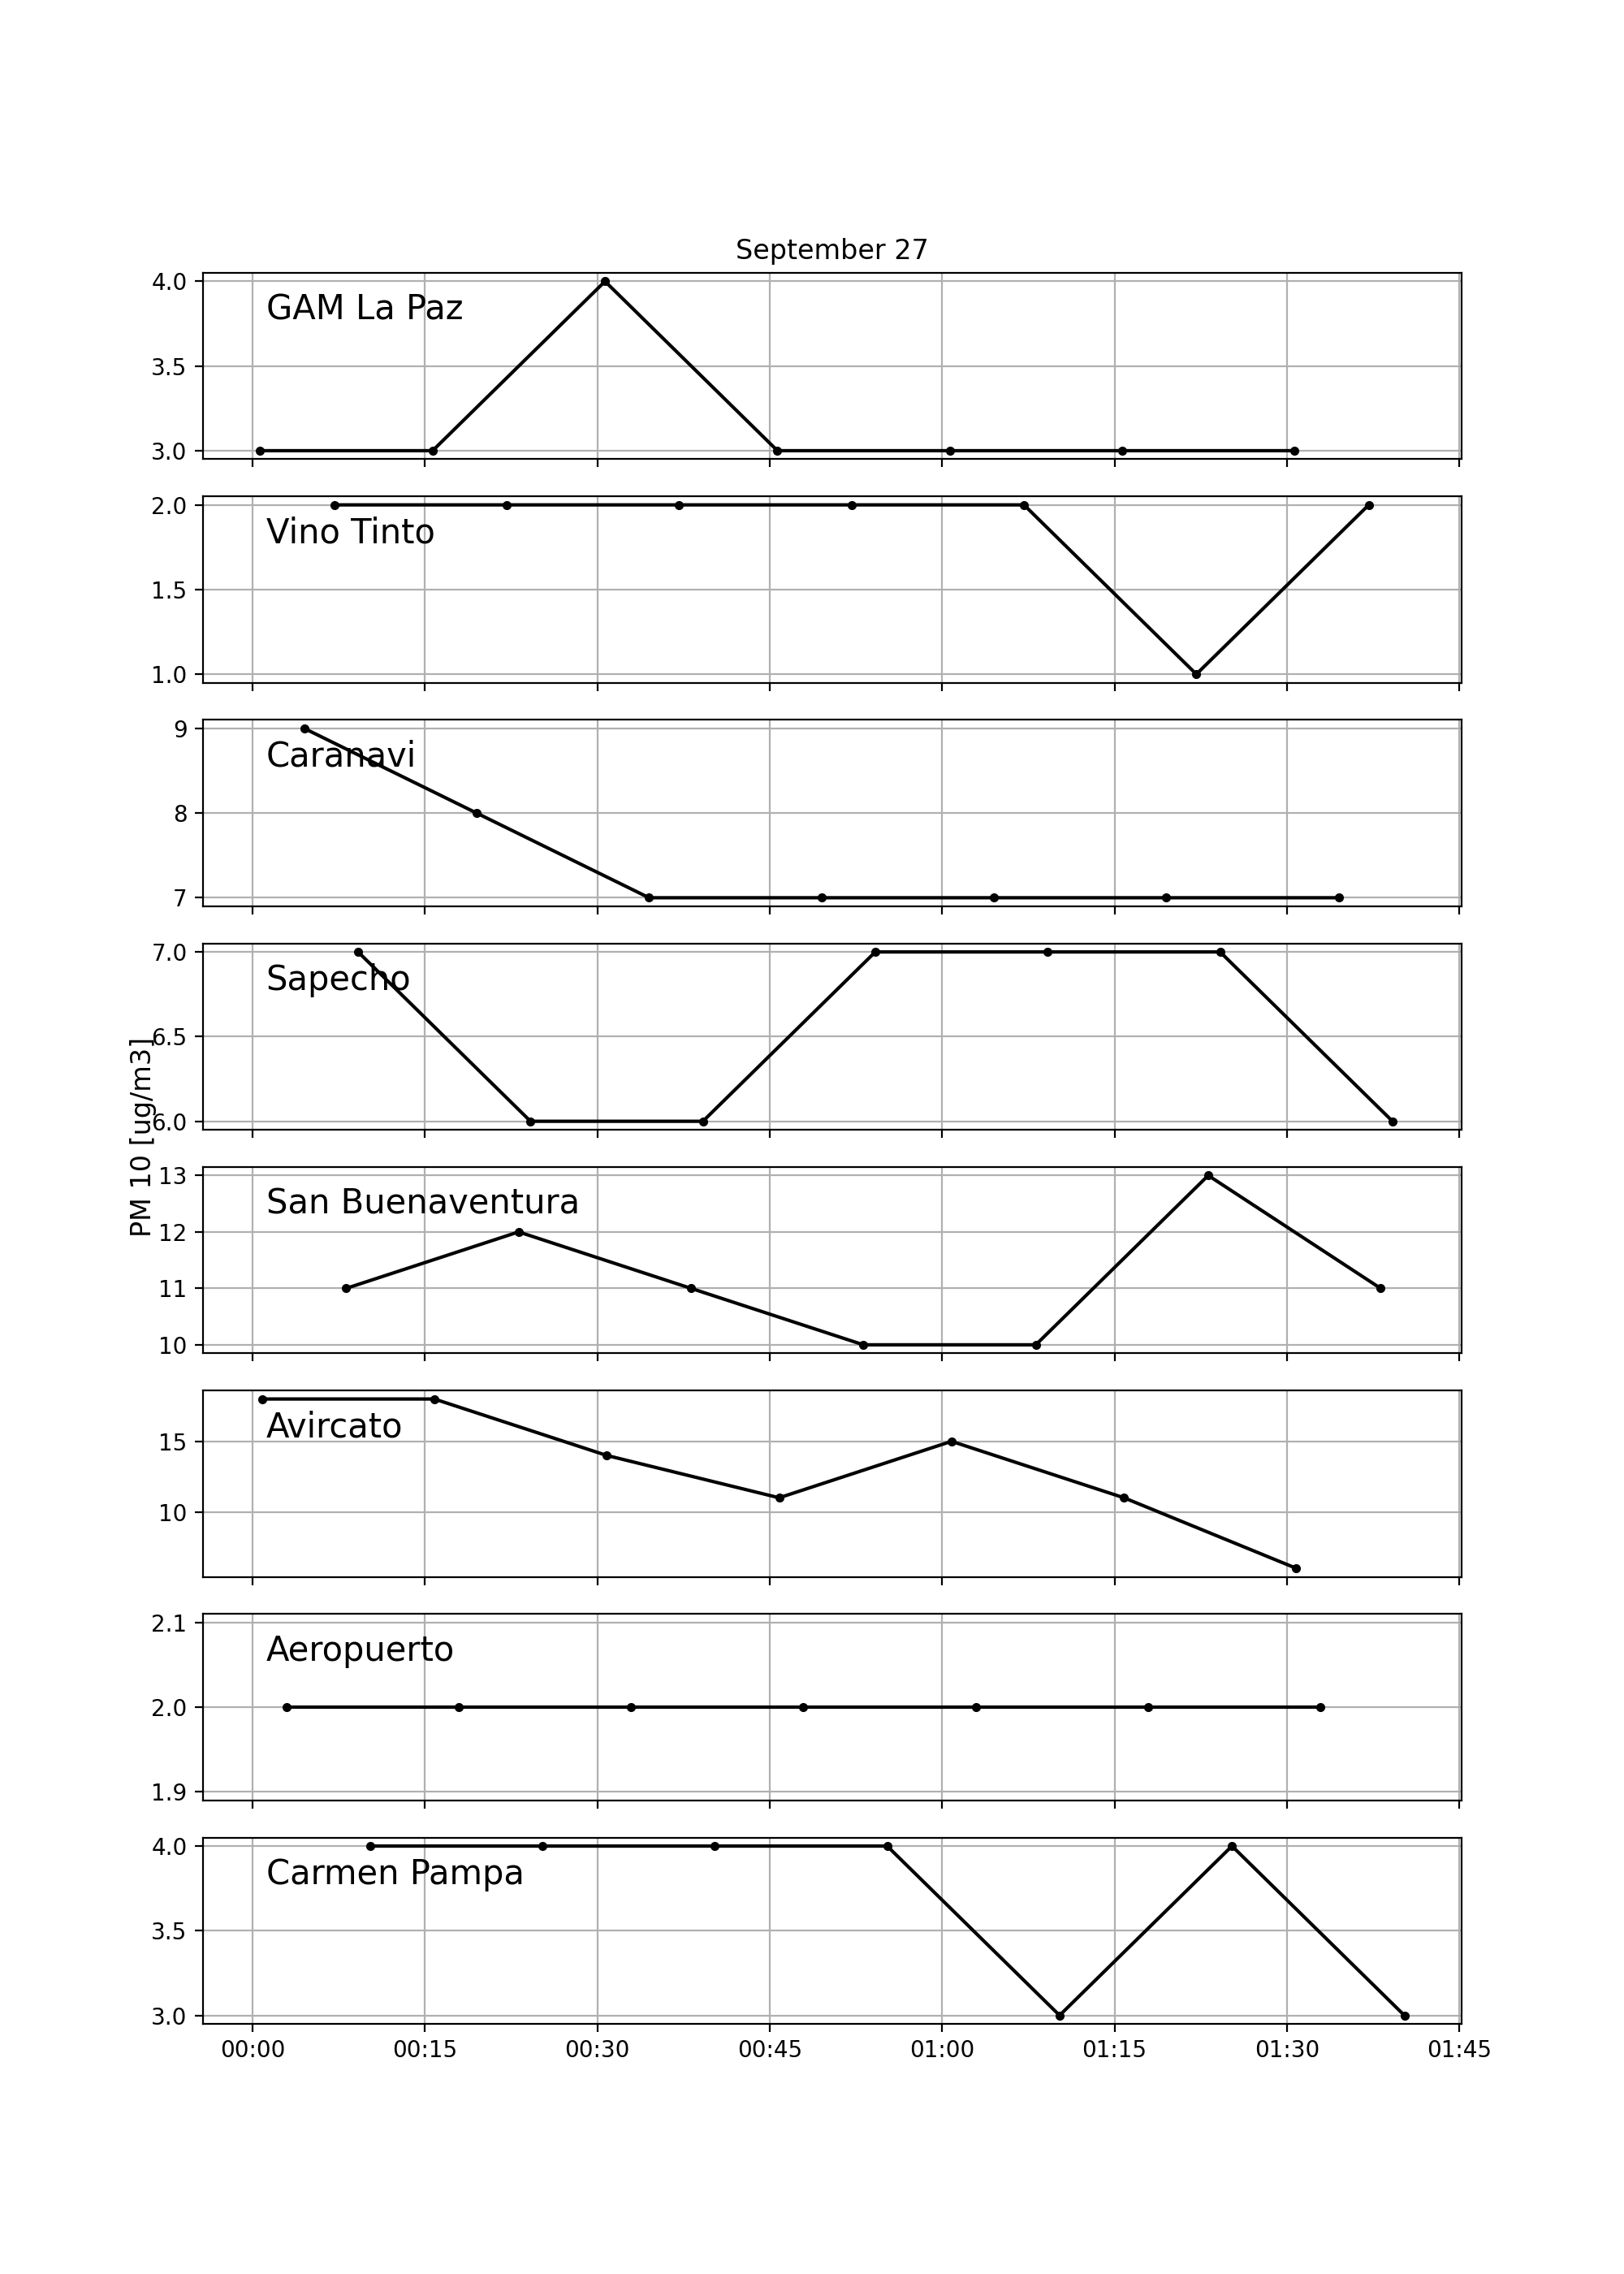 September 27
4.0
GAM La Paz
3.5
3.0
2.0
Vino Tinto
1.5
1.0
9
Caranavi
8
7
7.0
Sapecho
6.5
6.0
PM 10 [ug/m3]
13
San Buenaventura
12
11
10
Avircato
15
10
2.1
Aeropuerto
2.0
1.9
4.0
Carmen Pampa
3.5
3.0
00:00 00:15 00:30 00:45 01:00 01:15 01:30 01:45